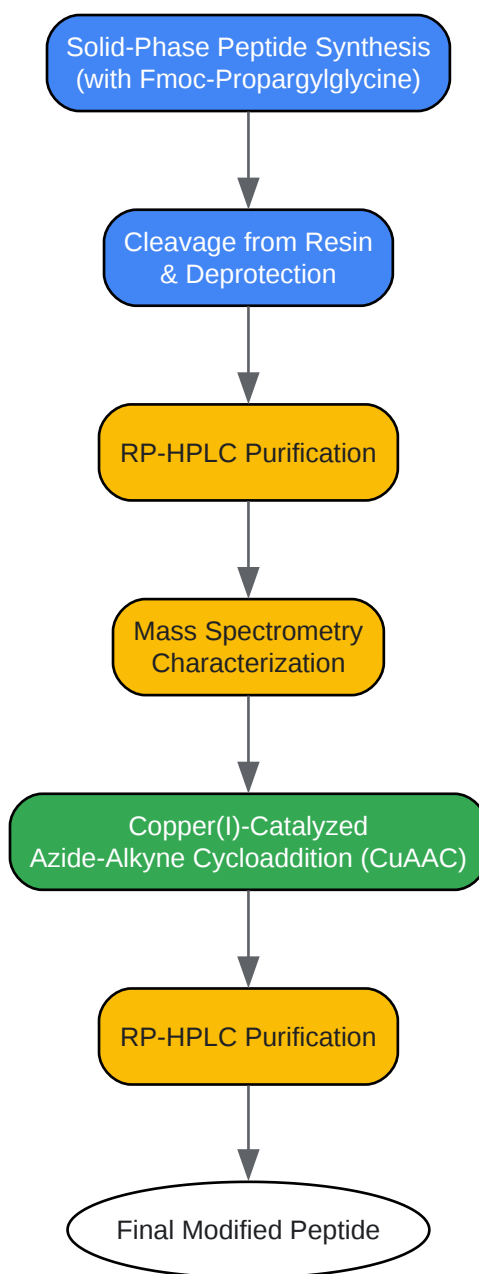 Solid-Phase Peptide Synthesis
(with Fmoc-Propargylglycine)
Cleavage from Resin
& Deprotection
RP-HPLC Purification
Mass Spectrometry
Characterization
Copper(I)-Catalyzed
Azide-Alkyne Cycloaddition (CuAAC)
RP-HPLC Purification
Final Modified Peptide